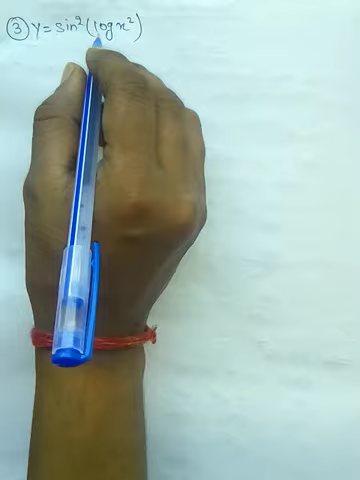 ③ Y = sin²(log x²)